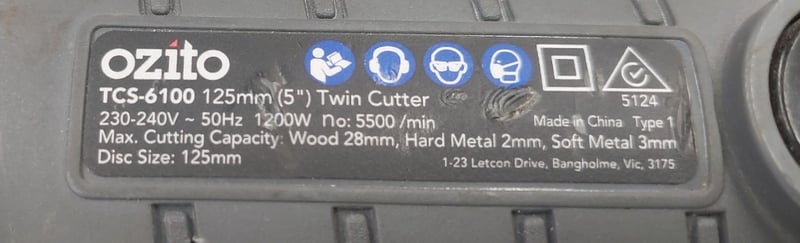 ozito
TCS-6100 125mm (5") Twin Cutter
5124
230-240V ~ 50Hz 1200W no: 5500 /min
Made in China Type 1
Max. Cutting Capacity: Wood 28mm, Hard Metal 2mm, Soft Metal 3mm
Disc Size: 125mm
1-23 Letcon Drive, Bangholme, Vic, 3175